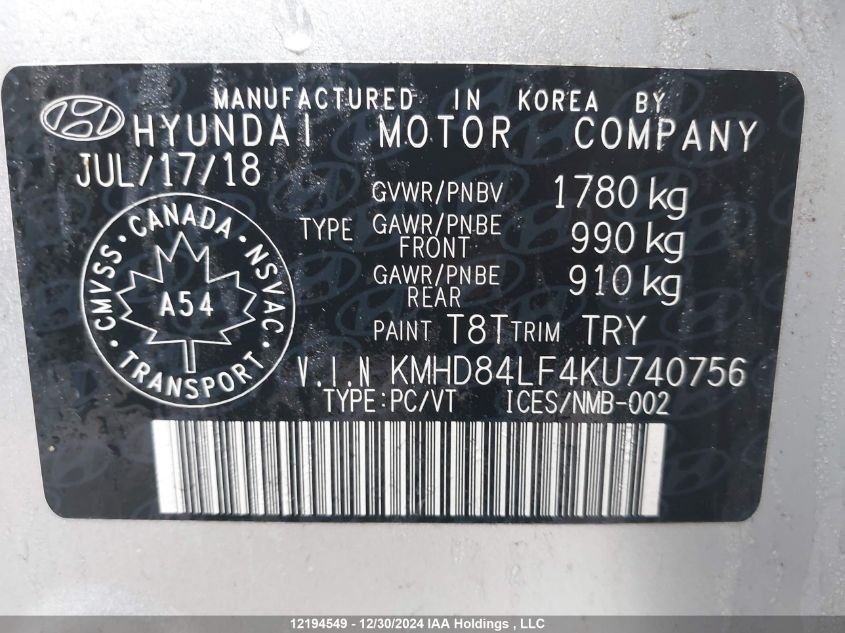 MANUFACTURED IN KOREA BY
HYUNDAI MOTOR COMPANY
JUL/17/18
GVWR/PNBV 1780 kg
TYPE GAWR/PNBE FRONT 990 kg
GAWR/PNBE REAR 910 kg
PAINT T8T TRIM TRY
V.I.N KMHD84LF4KU740756
TYPE:PC/VT ICES/NMB-002
CMVSS · CANADA · NSVAC · TRANSPORT ·
A54
12194549 - 12/30/2024 IAA Holdings , LLC